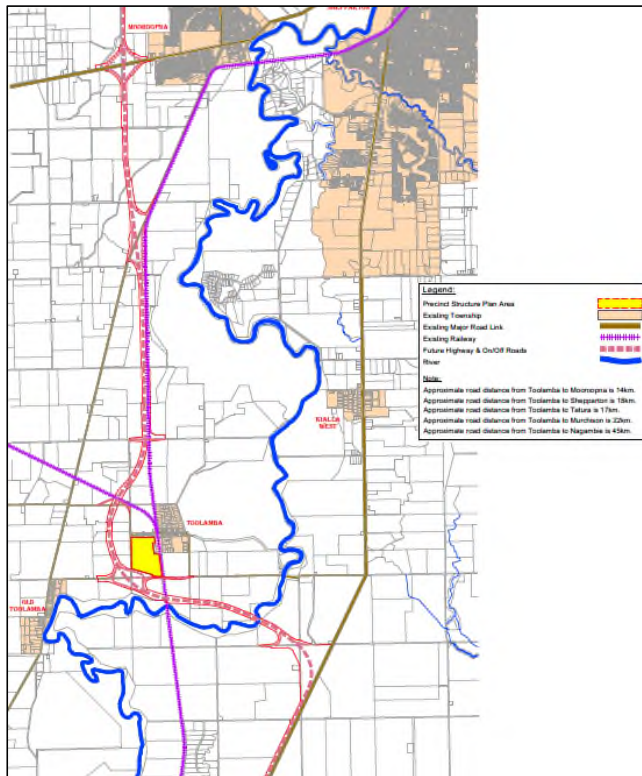 MOOROOPNA
SHEPPARTON
KIALLA
WEST
TOOLAMBA
OLD
TOOLAMBA
Legend:
Precinct Structure Plan Area
Existing Township
Existing Major Road Link
Existing Railway
Future Highway & On/Off Roads
River
Note:
Approximate road distance from Toolamba to Mooroopna is 14km.
Approximate road distance from Toolamba to Shepparton is 18km.
Approximate road distance from Toolamba to Tatura is 17km.
Approximate road distance from Toolamba to Murchison is 22km.
Approximate road distance from Toolamba to Nagambie is 45km.